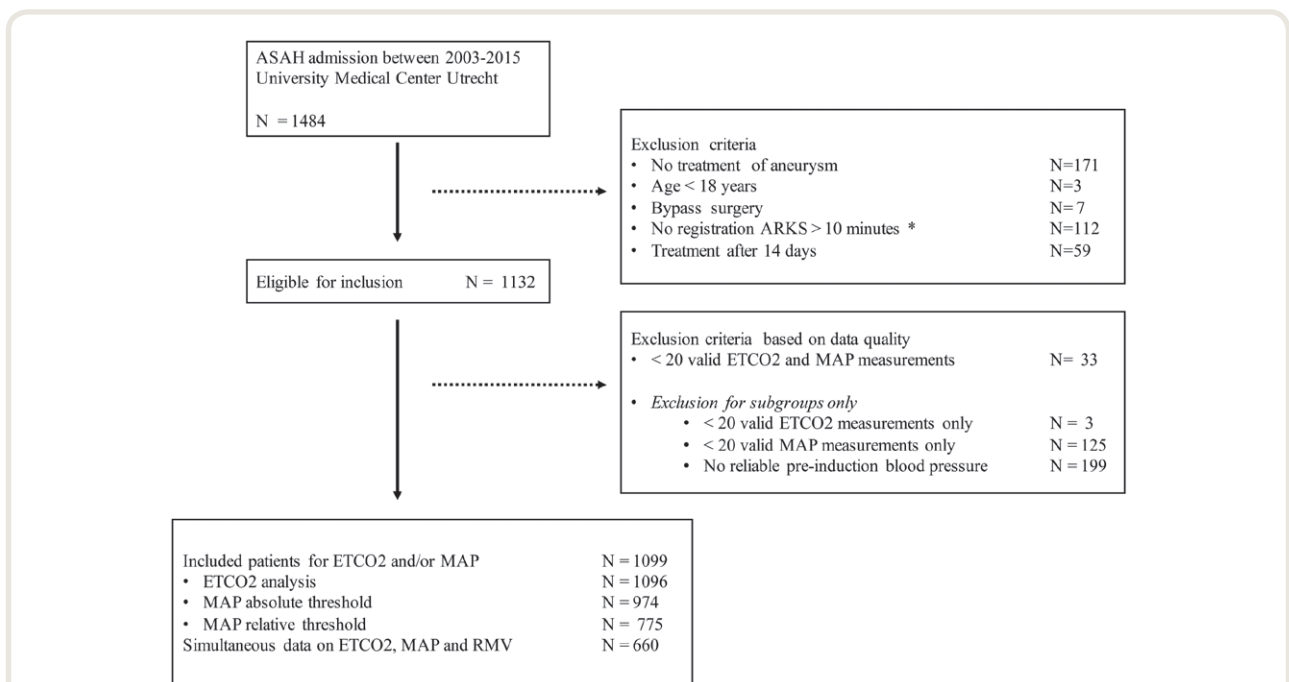 ASAH admission between 2003-2015
University Medical Center Utrecht
N = 1484
Exclusion criteria
• No treatment of aneurysm N=171
• Age < 18 years N=3
• Bypass surgery N= 7
• No registration ARKS > 10 minutes * N=112
• Treatment after 14 days N=59
Eligible for inclusion N = 1132
Exclusion criteria based on data quality
• < 20 valid ETCO2 and MAP measurements N= 33
• Exclusion for subgroups only
• < 20 valid ETCO2 measurements only N = 3
• < 20 valid MAP measurements only N = 125
• No reliable pre-induction blood pressure N = 199
Included patients for ETCO2 and/or MAP N = 1099
• ETCO2 analysis N = 1096
• MAP absolute threshold N = 974
• MAP relative threshold N = 775
Simultaneous data on ETCO2, MAP and RMV N = 660